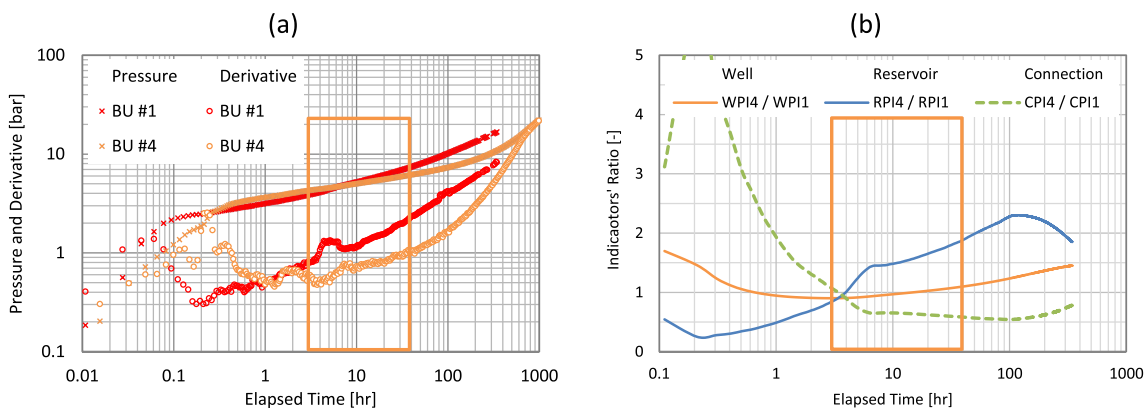 (a)
Pressure and Derivative [bar]
100
10
1
0.1
Pressure Derivative
BU #1 BU #1
BU #4 BU #4
0.01 0.1 1 10 100 1000
Elapsed Time [hr]
(b)
Indicaotors' Ratio [-]
5
4
3
2
1
0
Well Reservoir Connection
WPI4 / WPI1 RPI4 / RPI1 CPI4 / CPI1
0.1 1 10 100 1000
Elapsed Time [hr]